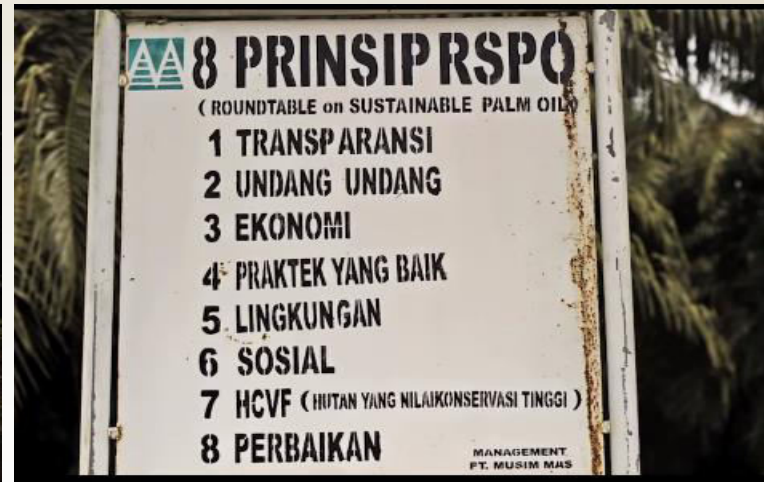 8 PRINSIP RSPO
( ROUNDTABLE on SUSTAINABLE PALM OIL)
1 TRANSPARANSI
2 UNDANG UNDANG
3 EKONOMI
4 PRAKTEK YANG BAIK
5 LINGKUNGAN
6 SOSIAL
7 HCVF ( HUTAN YANG NILAIKONSERVASI TINGGI )
8 PERBAIKAN
MANAGEMENT
PT. MUSIM MAS